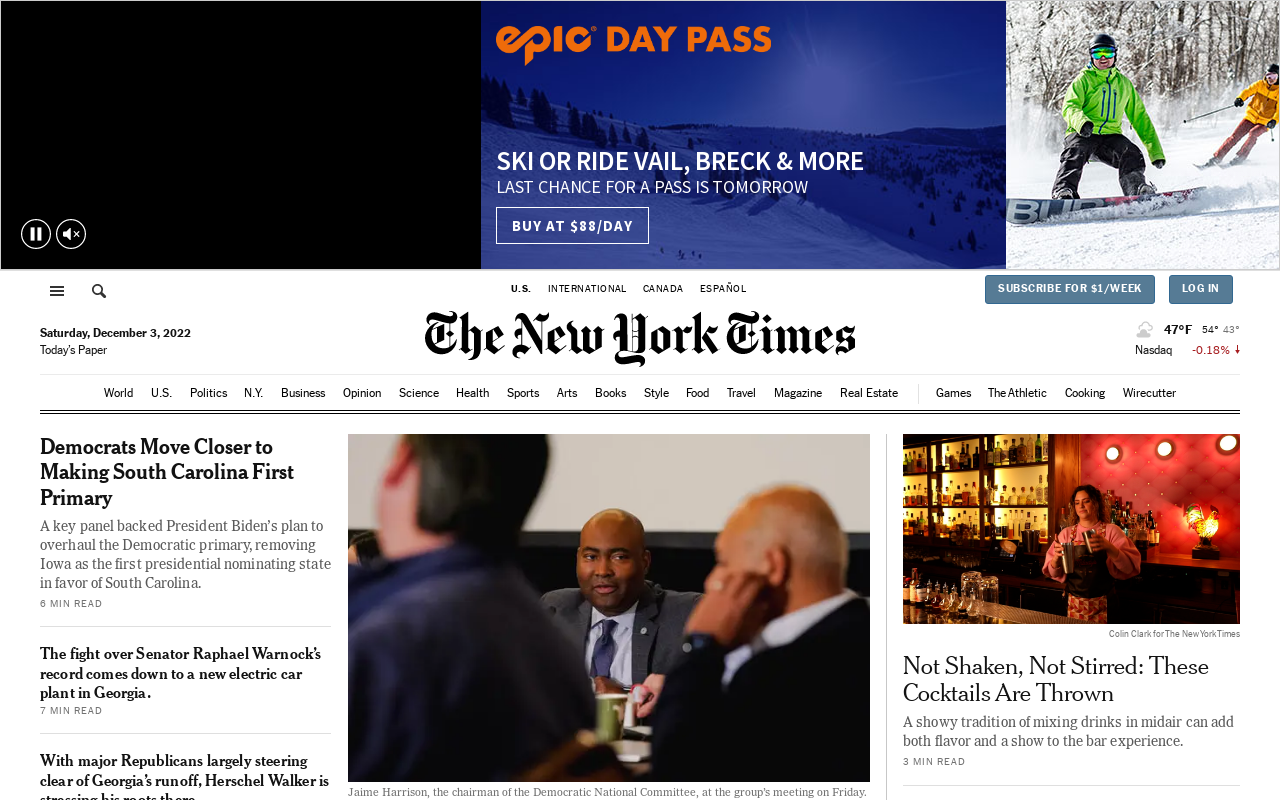 epic DAY PASS
SKI OR RIDE VAIL, BRECK & MORE
LAST CHANCE FOR A PASS IS TOMORROW
BUY AT $88/DAY
U.S. INTERNATIONAL CANADA ESPAÑOL
SUBSCRIBE FOR $1/WEEK LOG IN
Saturday, December 3, 2022
Today's Paper
The New York Times
47°F 54° 43°
Nasdaq -0.18%
World U.S. Politics N.Y. Business Opinion Science Health Sports Arts Books Style Food Travel Magazine Real Estate Games The Athletic Cooking Wirecutter
Democrats Move Closer to
Making South Carolina First
Primary
A key panel backed President Biden's plan to
overhaul the Democratic primary, removing
Iowa as the first presidential nominating state
in favor of South Carolina.
6 MIN READ
The fight over Senator Raphael Warnock's
record comes down to a new electric car
plant in Georgia.
7 MIN READ
With major Republicans largely steering
clear of Georgia's runoff, Herschel Walker is
stressing his roots there.
Jaime Harrison, the chairman of the Democratic National Committee, at the group's meeting on Friday.
Colin Clark for The New York Times
Not Shaken, Not Stirred: These
Cocktails Are Thrown
A showy tradition of mixing drinks in midair can add
both flavor and a show to the bar experience.
3 MIN READ